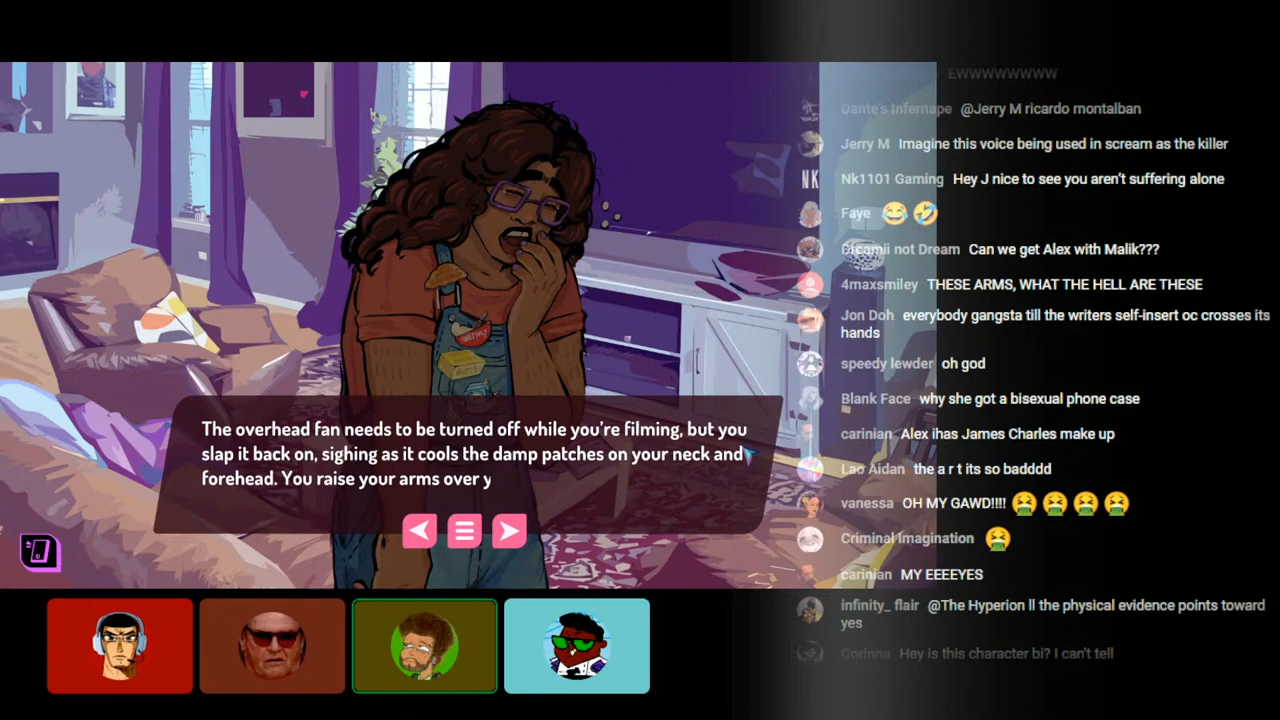 EWWWWWWWW
Dante's Infernape @Jerry M ricardo montalban
Jerry M Imagine this voice being used in scream as the killer
NK
Nk1101 Gaming Hey J nice to see you aren't suffering alone
Faye
not Dream Can we get Alex with Malik???
4maxsmiley THESE ARMS, WHAT THE HELL ARE THESE
Jon Doh everybody gangsta till the writers self-insert oc crosses its
hands
speedy lewder oh god
Blank Face why she got a bisexual phone case
carinian Alex ihas James Charles make up
Lao Aidan the a r t its so badddd
vanessa OH MY GAWD!!!!
Criminal Imagination
carinian MY EEEEYES
infinity_ flair @The Hyperion ll the physical evidence points toward
yes
Corinna Hey is this character bi? I can't tell
The overhead fan needs to be turned off while you're filming, but you
slap it back on, sighing as it cools the damp patches on your neck and
forehead. You raise your arms over y